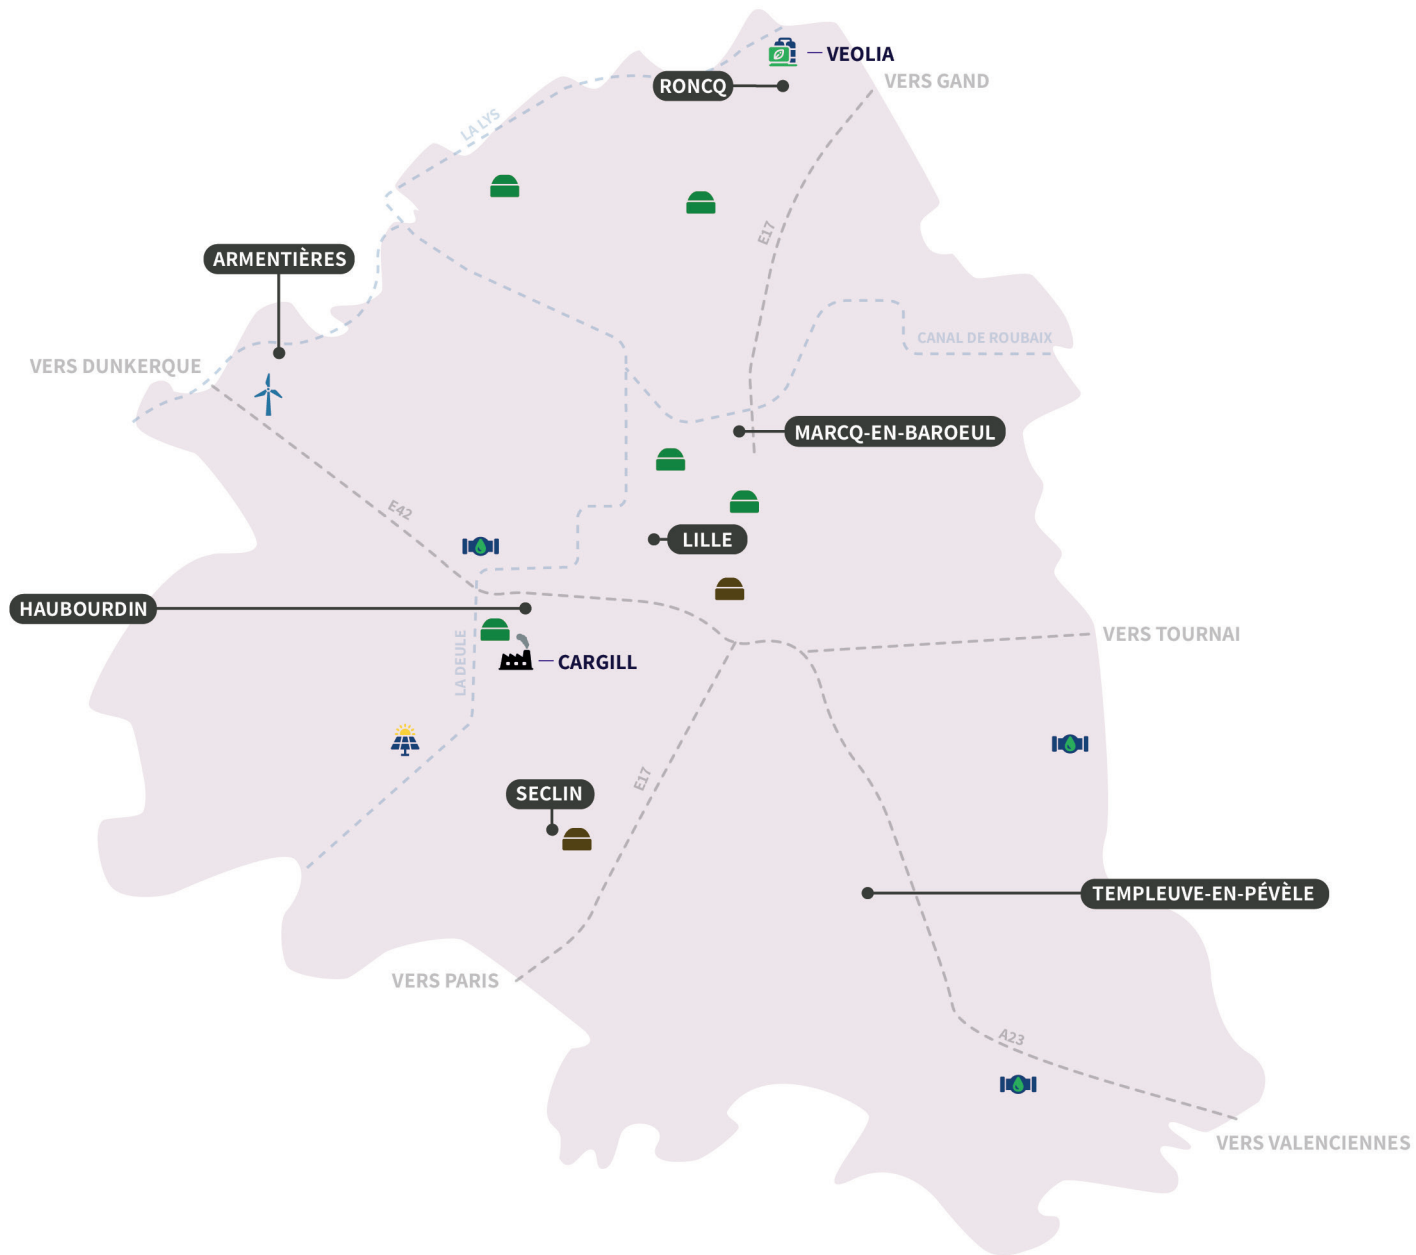 VEOLIA
RONCQ
VERS GAND
LA LYS
E17
ARMENTIÈRES
CANAL DE ROUBAIX
VERS DUNKERQUE
MARCQ-EN-BAROEUL
E42
LILLE
HAUBOURDIN
VERS TOURNAI
LA DEULE
CARGILL
E17
SECLIN
TEMPLEUVE-EN-PÉVÈLE
VERS PARIS
A23
VERS VALENCIENNES